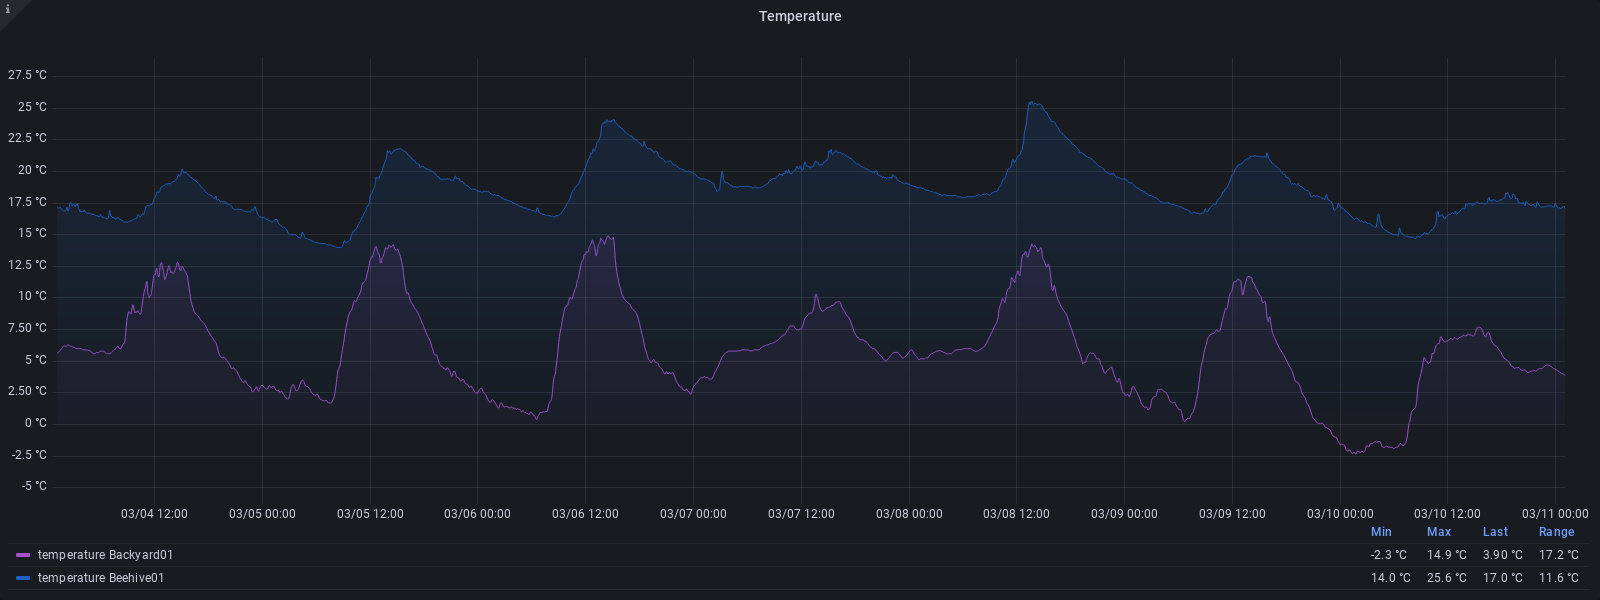 i
Temperature
27.5 °C
25 °C
22.5 °C
20 °C
17.5 °C
15 °C
12.5 °C
10 °C
7.50 °C
5 °C
2.50 °C
0 °C
-2.5 °C
-5 °C
03/04 12:00 03/05 00:00 03/05 12:00 03/06 00:00 03/06 12:00 03/07 00:00 03/07 12:00 03/08 00:00 03/08 12:00 03/09 00:00 03/09 12:00 03/10 00:00 03/10 12:00 03/11 00:00
Min Max Last Range
temperature Backyard01 -2.3 °C 14.9 °C 3.90 °C 17.2 °C
temperature Beehive01 14.0 °C 25.6 °C 17.0 °C 11.6 °C